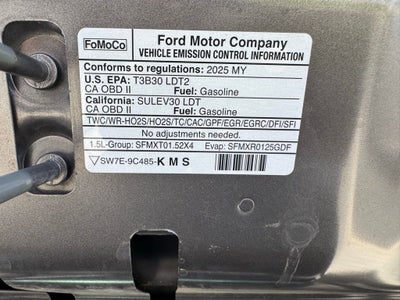 FoMoCo
Ford Motor Company
VEHICLE EMISSION CONTROL INFORMATION
Conforms to regulations: 2025 MY
U.S. EPA: T3B30 LDT2
CA OBD II Fuel: Gasoline
California: SULEV30 LDT
CA OBD II Fuel: Gasoline
TWC/WR-HO2S/HO2S/TC/CAC/GPF/EGR/EGRC/DFI/SFI
No adjustments needed.
1.5L-Group: SFMXT01.52X4 Evap: SFMXR0125GDF
SW7E-9C485-KMS